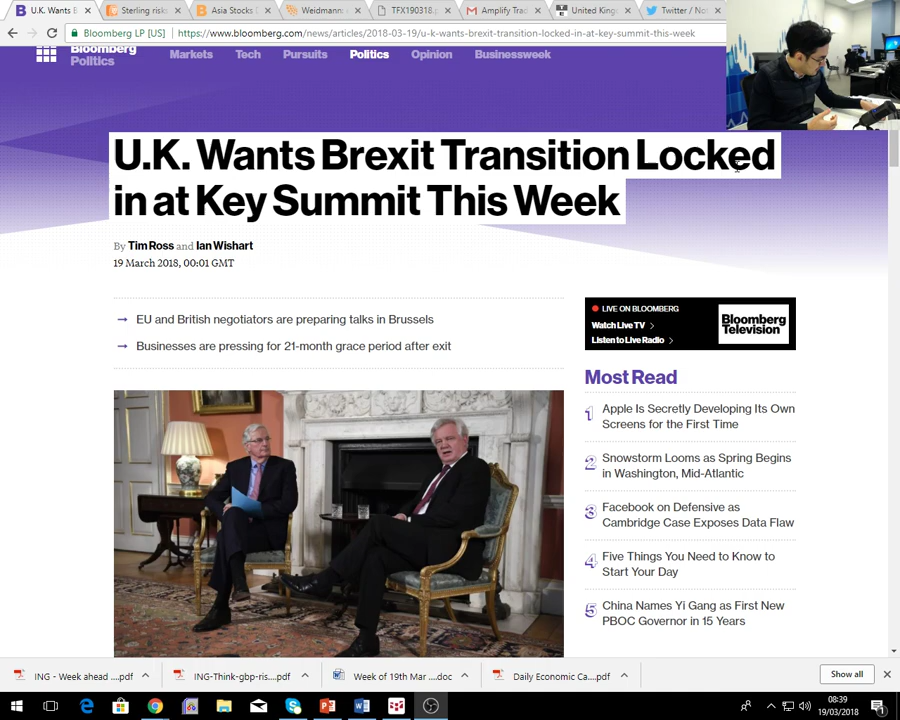 U.K. Wants B
Sterling risks
Asia Stocks D
Weidmann a
TFX190318.p
Amplify Trad
United King
Twitter / Not
Bloomberg LP [US]
https://www.bloomberg.com/news/articles/2018-03-19/u-k-wants-brexit-transition-locked-in-at-key-summit-this-week
Bloomberg
Politics
Markets
Tech
Pursuits
Politics
Opinion
Businessweek
U.K. Wants Brexit Transition Locked
in at Key Summit This Week
By Tim Ross and Ian Wishart
19 March 2018, 00:01 GMT
→ EU and British negotiators are preparing talks in Brussels
→ Businesses are pressing for 21-month grace period after exit
LIVE ON BLOOMBERG
Watch Live TV >
Listen to Live Radio >
Bloomberg
Television
Most Read
1 Apple Is Secretly Developing Its Own
Screens for the First Time
2 Snowstorm Looms as Spring Begins
in Washington, Mid-Atlantic
3 Facebook on Defensive as
Cambridge Case Exposes Data Flaw
4 Five Things You Need to Know to
Start Your Day
5 China Names Yi Gang as First New
PBOC Governor in 15 Years
ING - Week ahead ....pdf
ING-Think-gbp-ris....pdf
Week of 19th Mar ....doc
Daily Economic Ca....pdf
Show all
08:39
19/03/2018